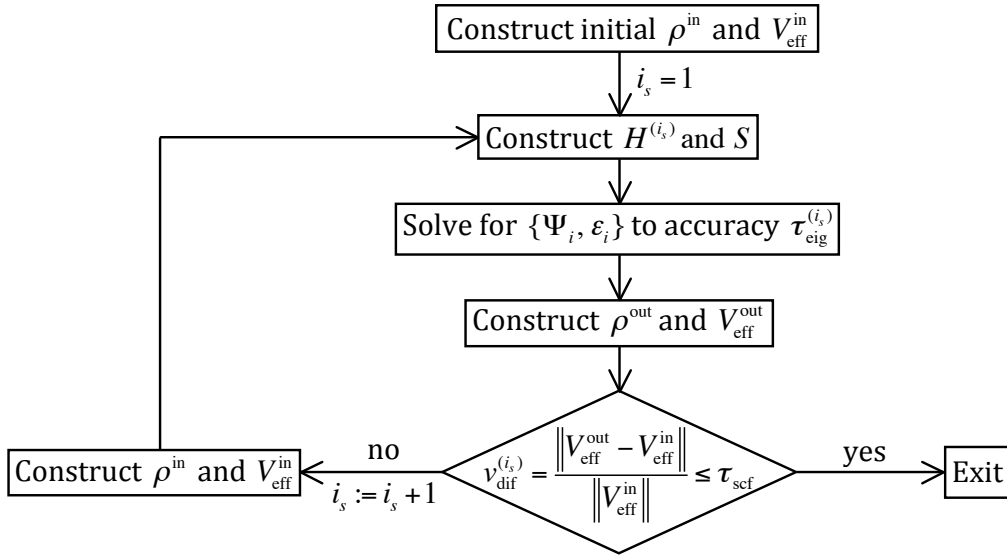 Construct initial ρ^in and V_eff^in
i_s = 1
Construct H^(i_s) and S
Solve for {Ψ_i, ε_i} to accuracy τ_eig^(i_s)
Construct ρ^out and V_eff^out
no
v_dif^(i_s) = ‖V_eff^out − V_eff^in‖ / ‖V_eff^in‖ ≤ τ_scf
yes
Construct ρ^in and V_eff^in
i_s := i_s + 1
Exit